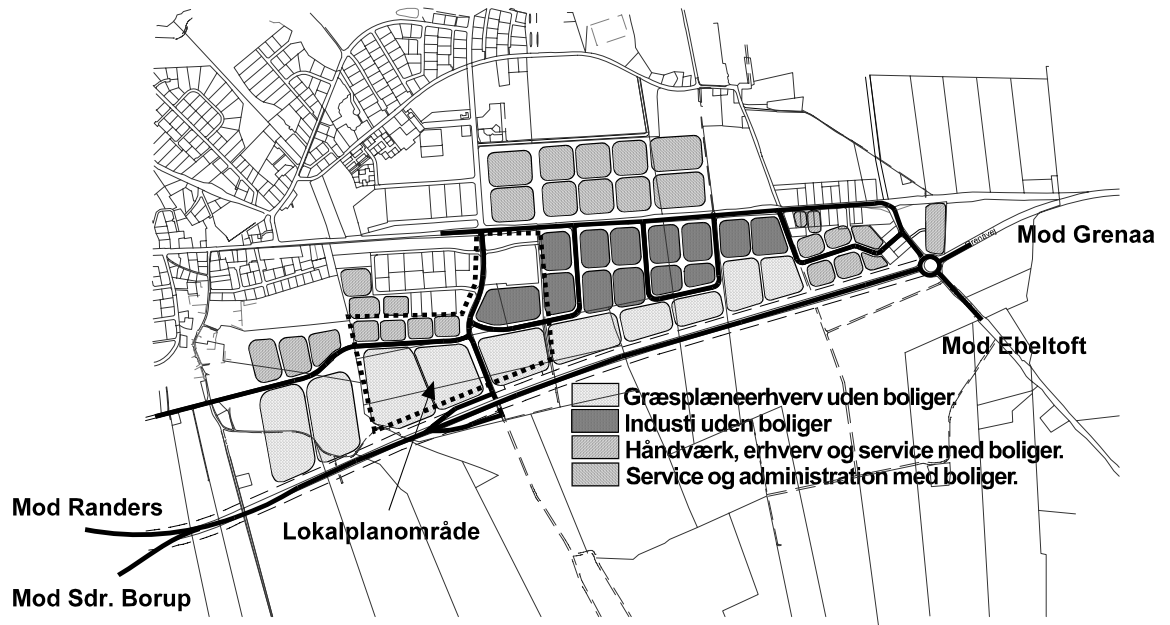 Mod Grenaa
Mod Ebeltoft
Græsplæneerhverv uden boliger.
Industi uden boliger
Håndværk, erhverv og service med boliger.
Service og administration med boliger.
Mod Randers
Lokalplanområde
Mod Sdr. Borup